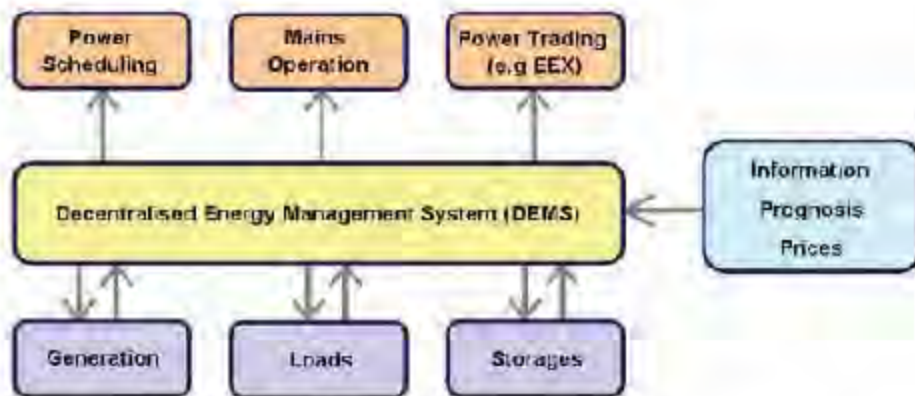 Power
Scheduling
Mains
Operation
Power Trading
(e.g EEX)
Decentralised Energy Management System (DEMS)
Information
Prognosis
Prices
Generation
Loads
Storages